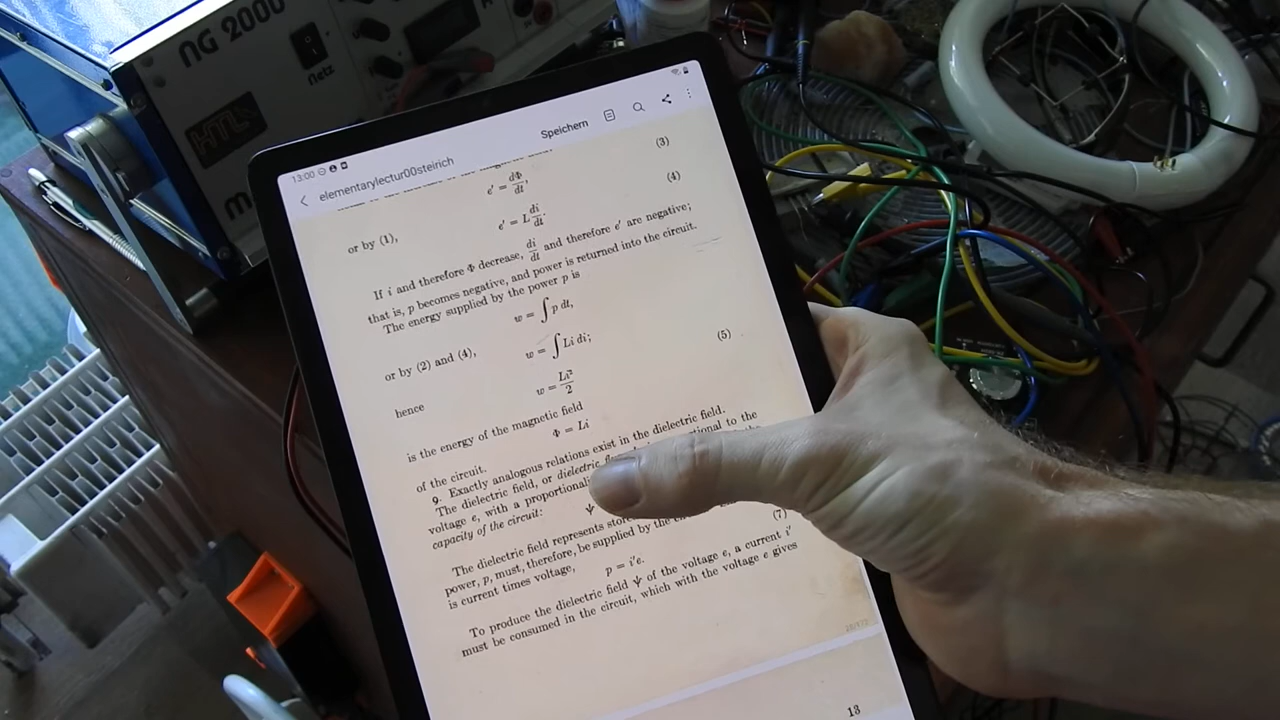 NG 2000
Netz
HTL
13:00
Speichern
elementarylectur00steirich
(3)
e′ = dΦ/dt,
(4)
or by (1),
e′ = L di/dt.
If i and therefore Φ decrease, di/dt and therefore e′ are negative;
that is, p becomes negative, and power is returned into the circuit.
The energy supplied by the power p is
w = ∫ p dt,
or by (2) and (4),
w = ∫ Li di;
(5)
hence
w = Li²/2
is the energy of the magnetic field
Φ = Li
of the circuit.
9. Exactly analogous relations exist in the dielectric field.
The dielectric field, or dielectric to the
voltage e, with a
capacity of the circuit:
ψ
The dielectric field represents
power, p, must, therefore, be supplied by the
is current times voltage,
p = i′e.
(7)
To produce the dielectric field ψ of the voltage e, a current i′
must be consumed in the circuit, which with the voltage e gives
13